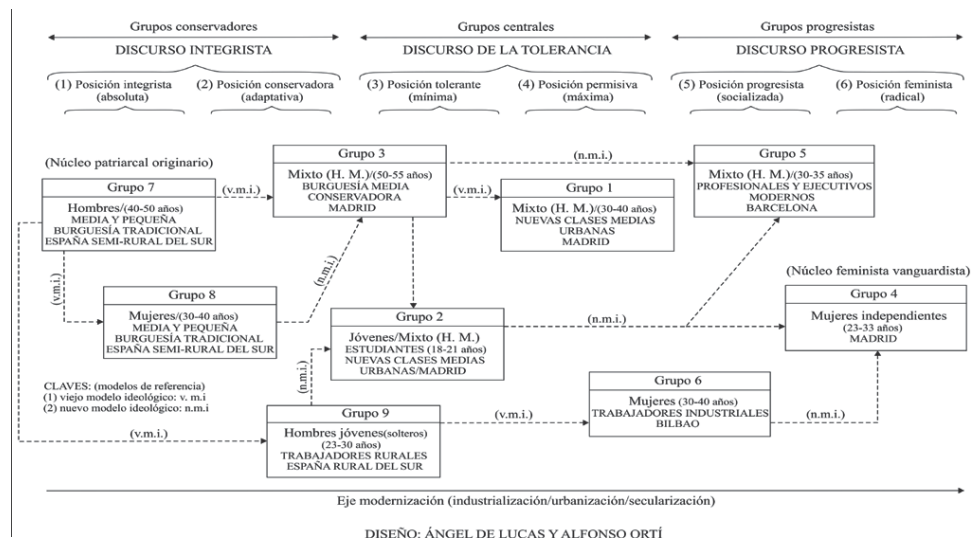 Grupos conservadores
Grupos centrales
Grupos progresistas
DISCURSO INTEGRISTA
DISCURSO DE LA TOLERANCIA
DISCURSO PROGRESISTA
(1) Posición integrista
(absoluta)
(2) Posición conservadora
(adaptativa)
(3) Posición tolerante
(mínima)
(4) Posición permisiva
(máxima)
(5) Posición progresista
(socializada)
(6) Posición feminista
(radical)
(Núcleo patriarcal originario)
Grupo 7
Hombres/(40-50 años)
MEDIA Y PEQUEÑA
BURGUESÍA TRADICIONAL
ESPAÑA SEMI-RURAL DEL SUR
(v.m.i.)
Grupo 3
Mixto (H. M.)/(50-55 años)
BURGUESÍA MEDIA
CONSERVADORA
MADRID
(n.m.i.)
(v.m.i.)
Grupo 1
Mixto (H. M.)/(30-40 años)
NUEVAS CLASES MEDIAS
URBANAS
MADRID
Grupo 5
Mixto (H. M.)/(30-35 años)
PROFESIONALES Y EJECUTIVOS
MODERNOS
BARCELONA
(v.m.i.)
Grupo 8
Mujeres/(30-40 años)
MEDIA Y PEQUEÑA
BURGUESÍA TRADICIONAL
ESPAÑA SEMI-RURAL DEL SUR
(n.m.i.)
Grupo 2
Jóvenes/Mixto (H. M.)
ESTUDIANTES (18-21 años)
NUEVAS CLASES MEDIAS
URBANAS/MADRID
(n.m.i.)
(Núcleo feminista vanguardista)
Grupo 4
Mujeres independientes
(23-33 años)
MADRID
CLAVES: (modelos de referencia)
(1) viejo modelo ideológico: v. m.i
(2) nuevo modelo ideológico: n.m.i
(n.m.i.)
(v.m.i.)
Grupo 9
Hombres jóvenes(solteros)
(23-30 años)
TRABAJADORES RURALES
ESPAÑA RURAL DEL SUR
(v.m.i.)
Grupo 6
Mujeres (30-40 años)
TRABAJADORES INDUSTRIALES
BILBAO
(n.m.i.)
Eje modernización (industrialización/urbanización/secularización)
DISEÑO: ÁNGEL DE LUCAS Y ALFONSO ORTÍ